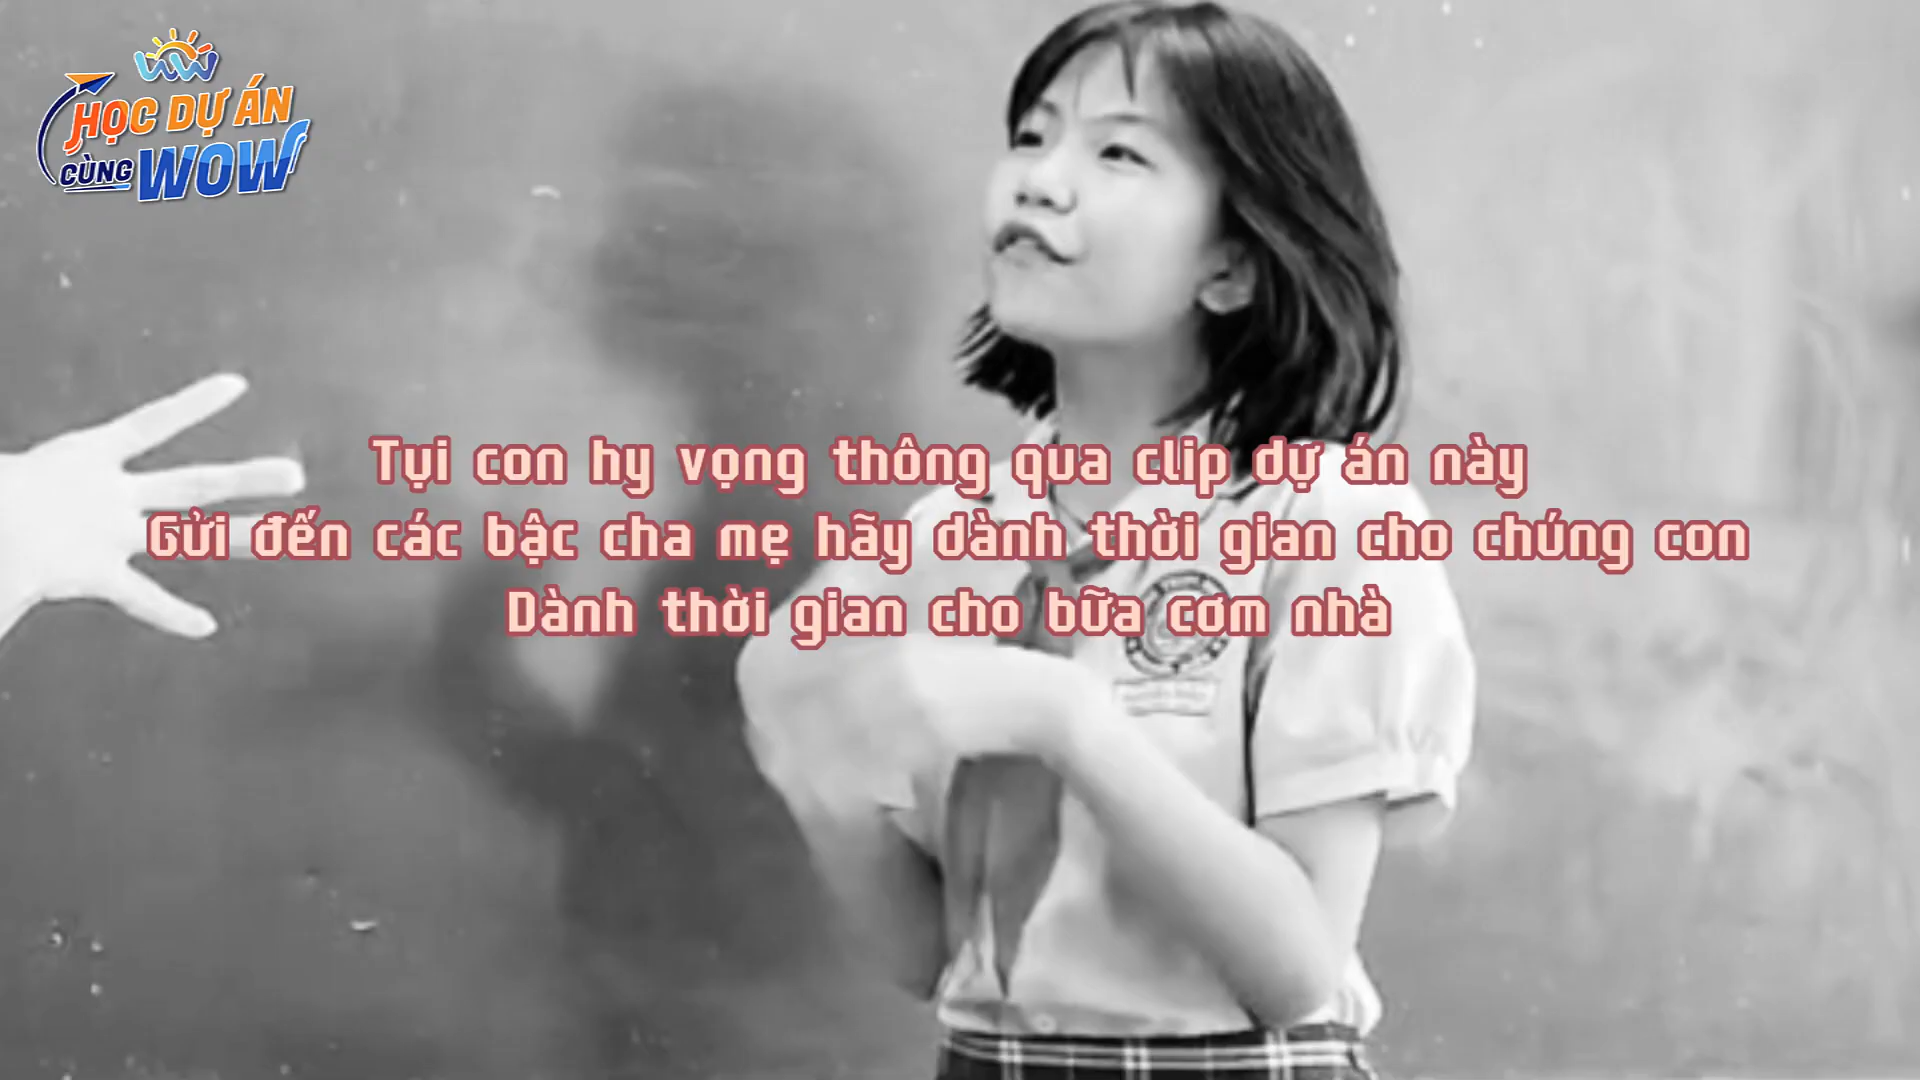 HỌC DỰ ÁN
CÙNG WOW
Tụi con hy vọng thông qua clip dự án này
Gửi đến các bậc cha mẹ hãy dành thời gian cho chúng con
Dành thời gian cho bữa cơm nhà